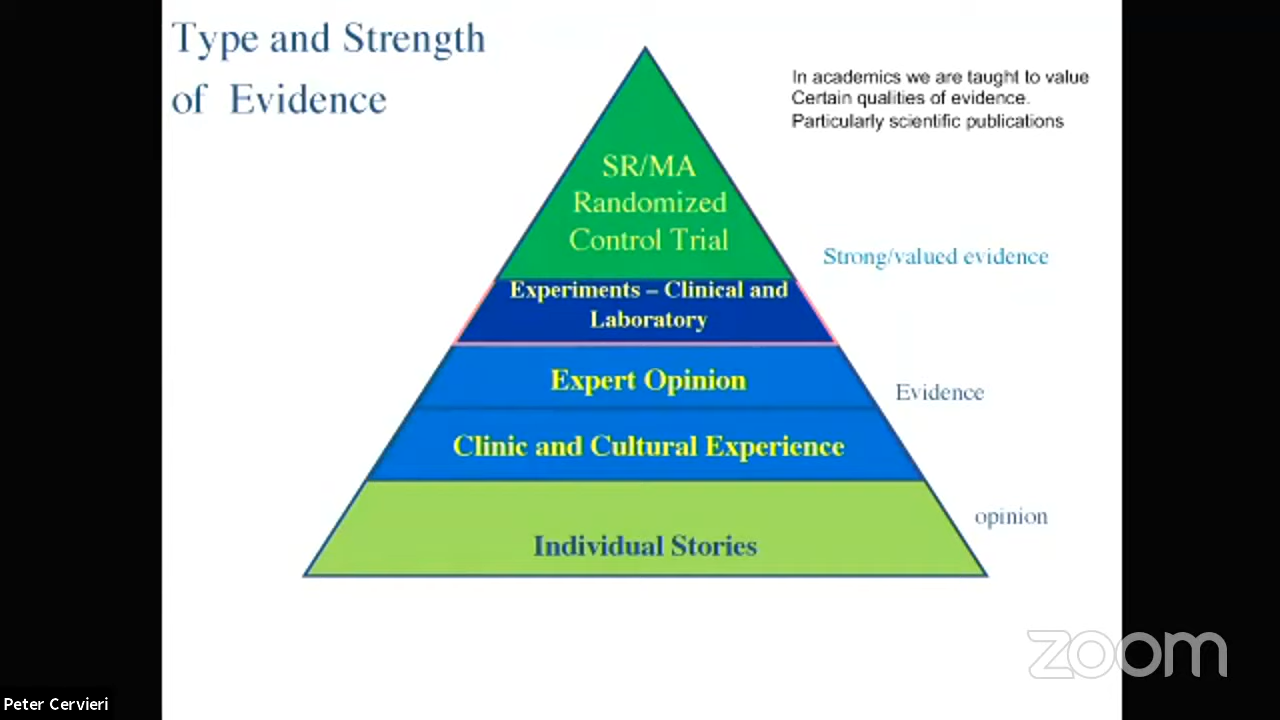 Type and Strength
of Evidence
In academics we are taught to value
Certain qualities of evidence.
Particularly scientific publications
SR/MA
Randomized
Control Trial
Strong/valued evidence
Experiments – Clinical and
Laboratory
Expert Opinion
Evidence
Clinic and Cultural Experience
opinion
Individual Stories
zoom
Peter Cervieri